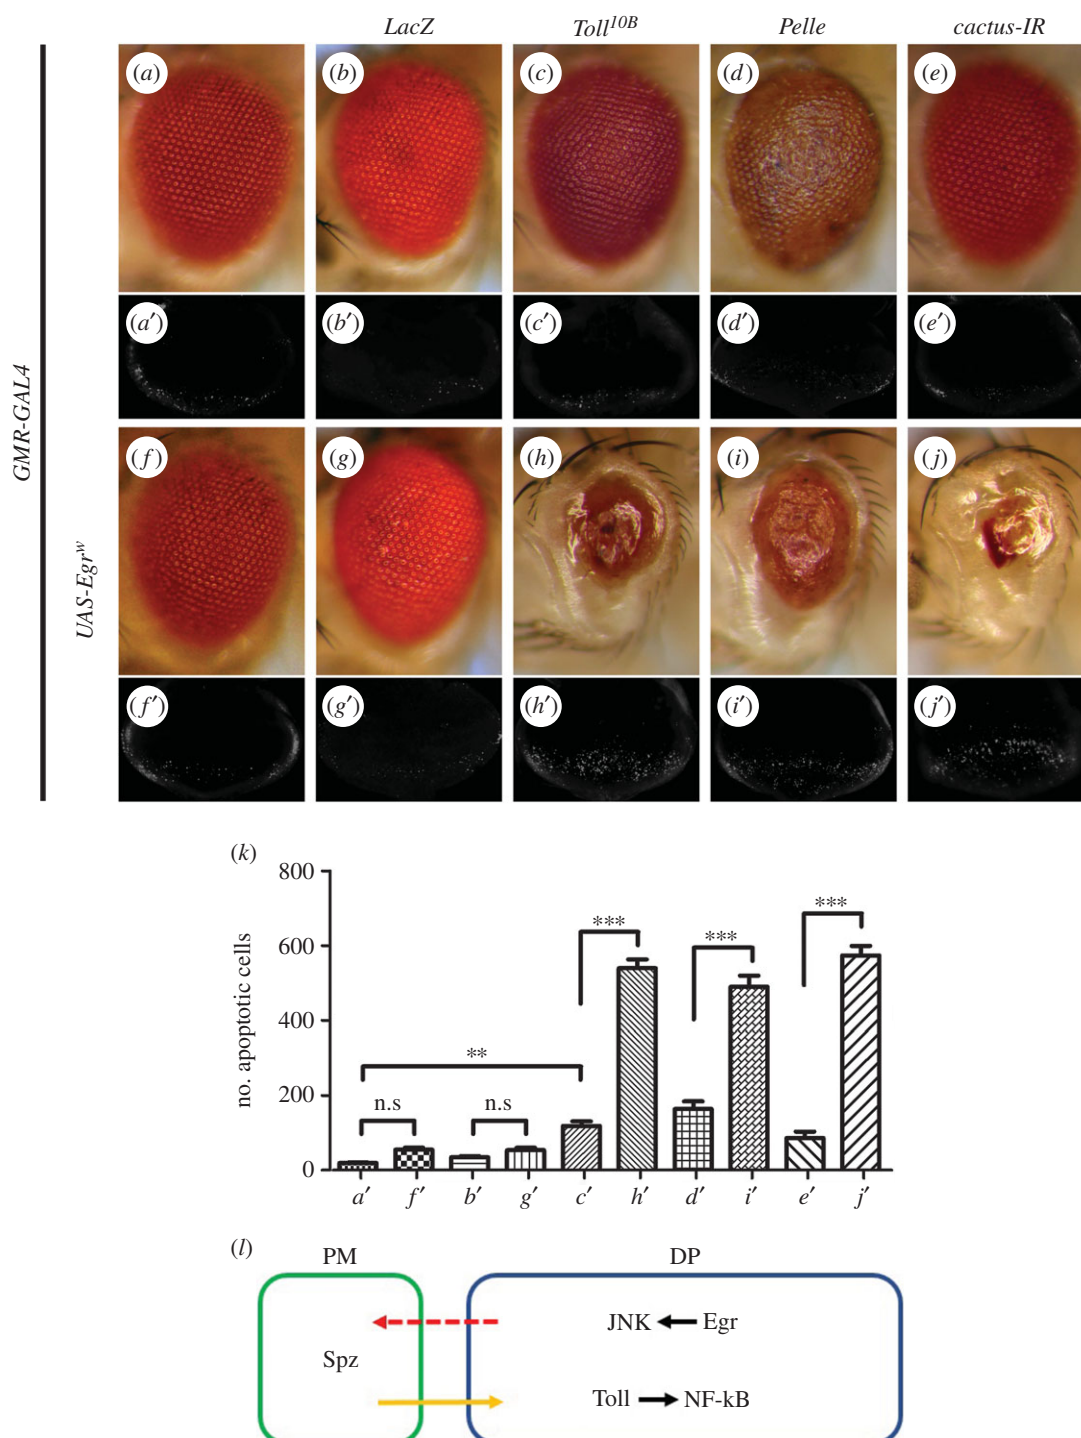 LacZ Toll10B Pelle cactus-IR
(a) (b) (c) (d) (e)
(a′) (b′) (c′) (d′) (e′)
GMR-GAL4
(f) (g) (h) (i) (j)
UAS-Egrw
(f′) (g′) (h′) (i′) (j′)
(k)
800
600
400
200
0
no. apoptotic cells
n.s
n.s
**
***
***
***
a′ f′ b′ g′ c′ h′ d′ i′ e′ j′
(l)
PM DP
JNK Egr
Spz
Toll NF-kB